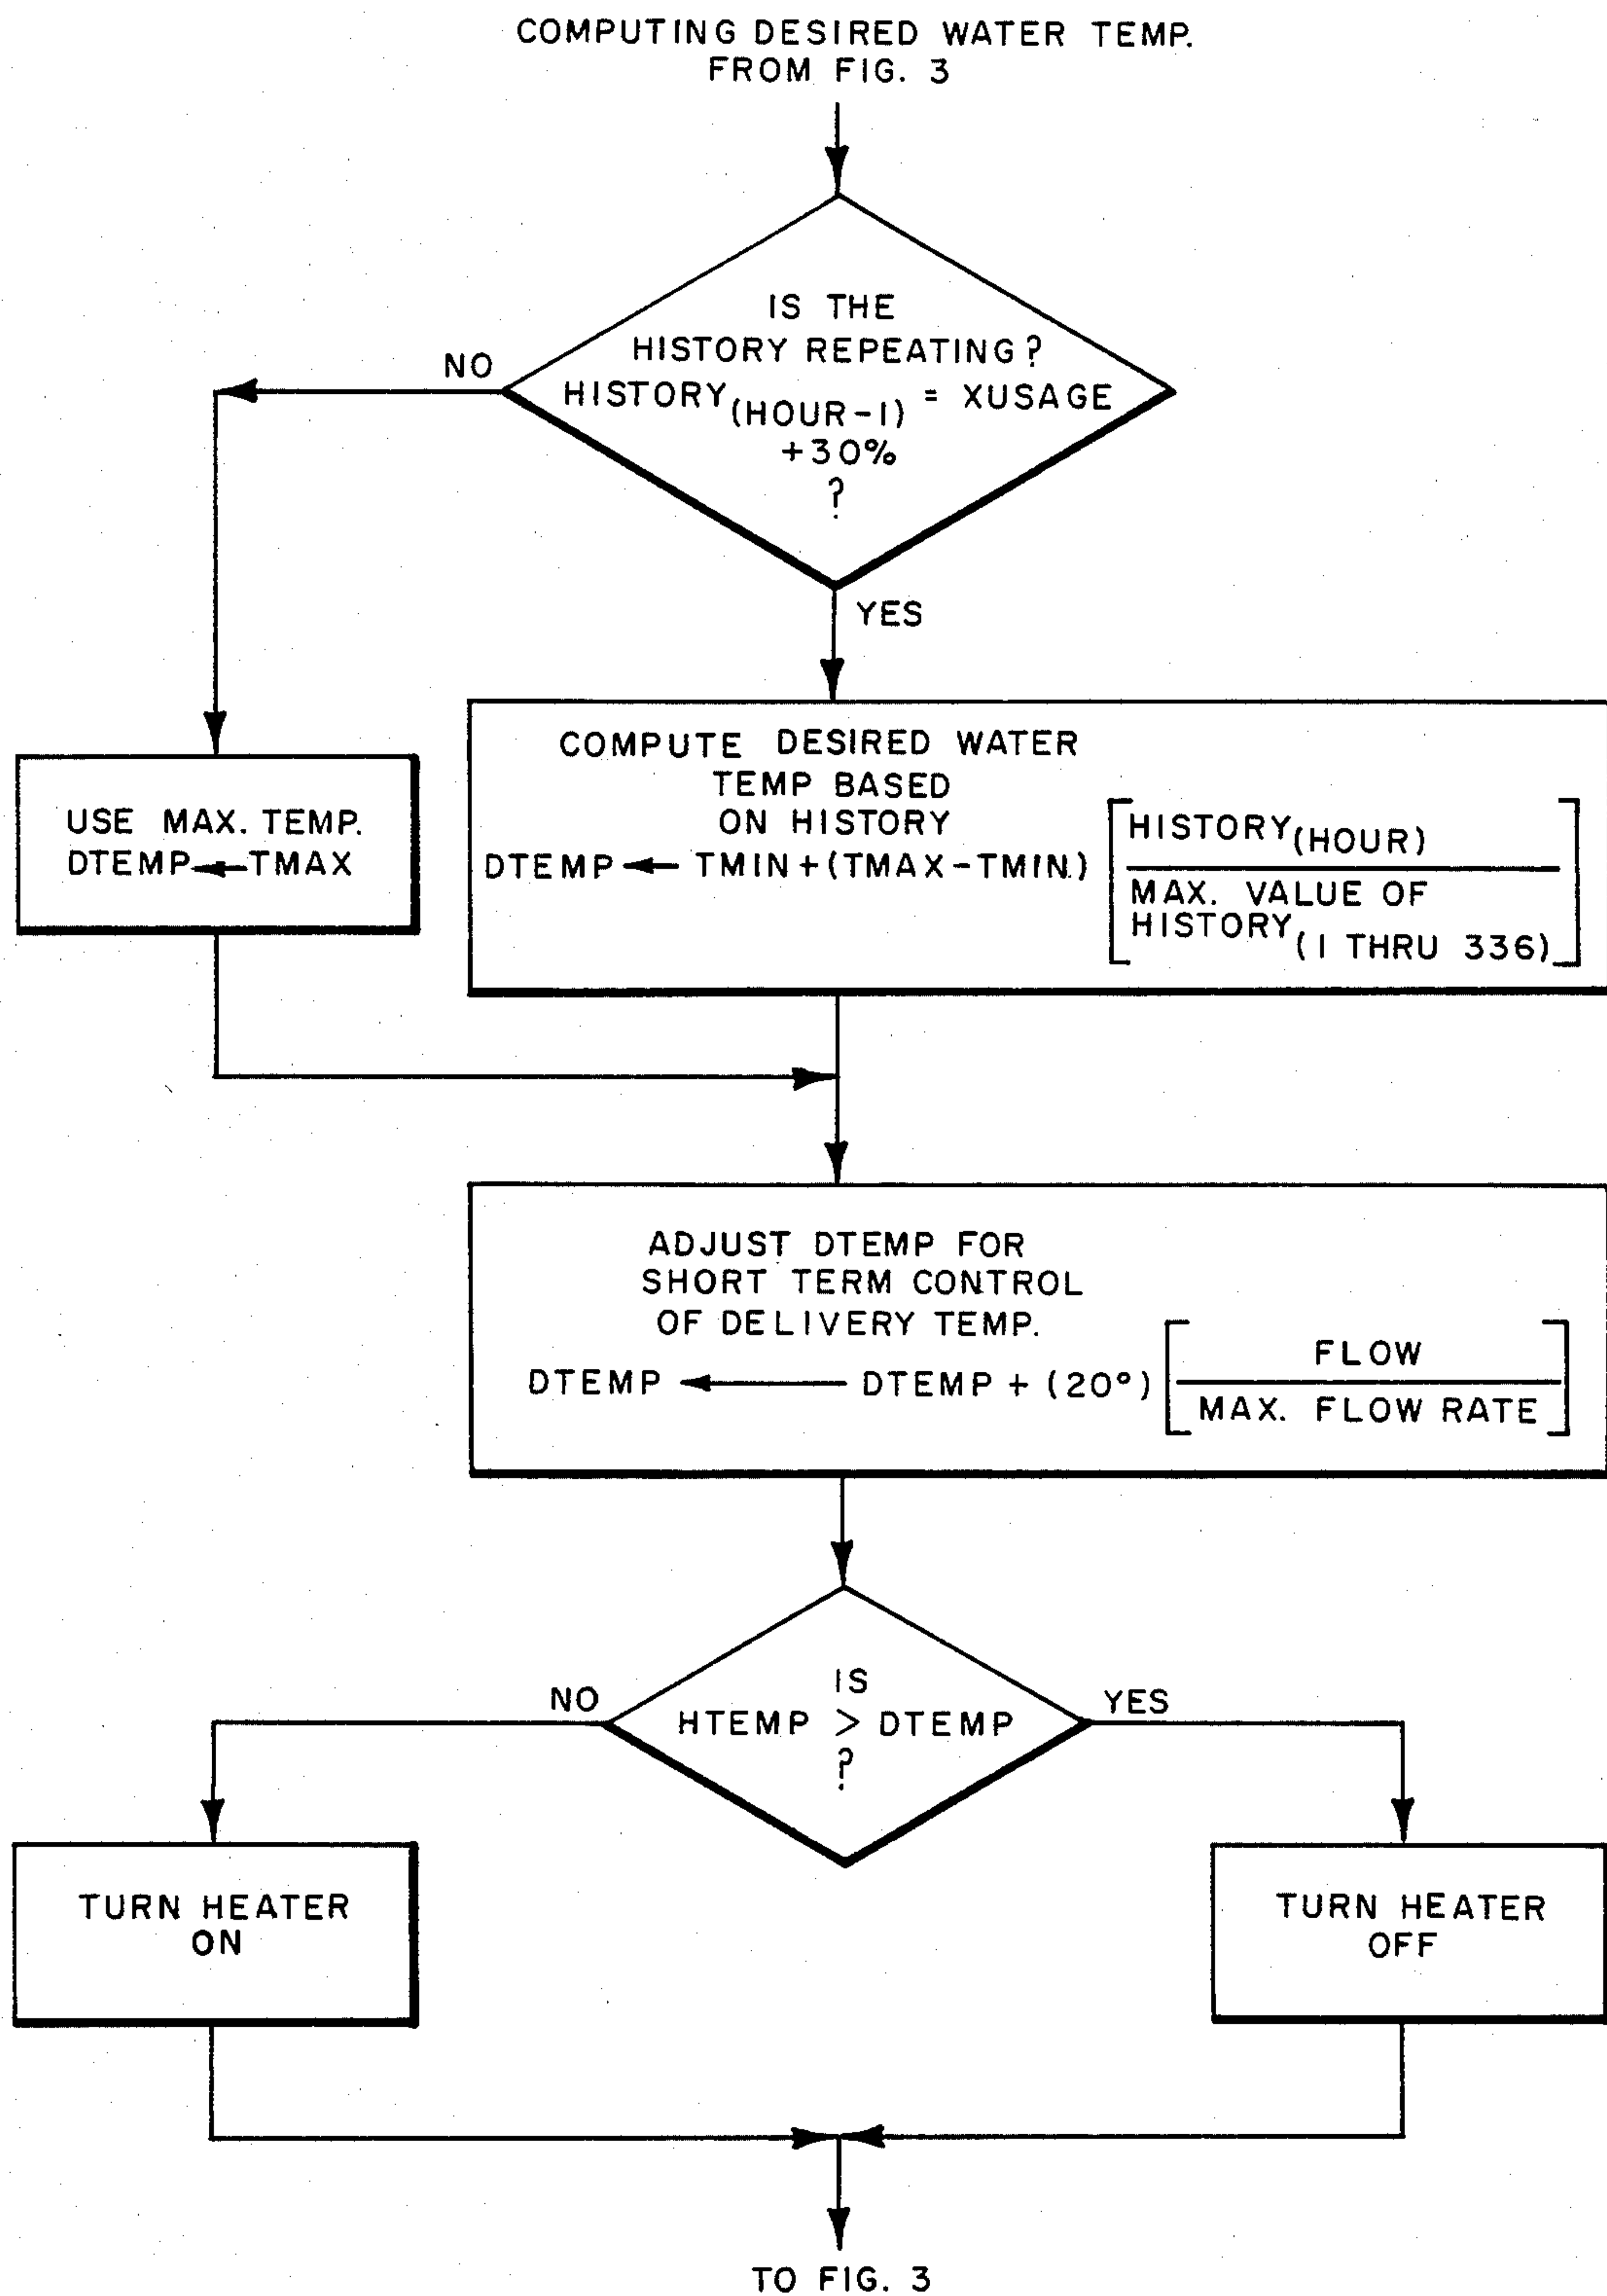 COMPUTING DESIRED WATER TEMP.
FROM FIG. 3
IS THE
HISTORY REPEATING?
HISTORY(HOUR-1) = XUSAGE
+30%
?
NO
YES
USE MAX. TEMP.
DTEMP←TMAX
COMPUTE DESIRED WATER
TEMP BASED
ON HISTORY
DTEMP ← TMIN+(TMAX-TMIN.)
HISTORY(HOUR)
MAX. VALUE OF
HISTORY(1 THRU 336)
ADJUST DTEMP FOR
SHORT TERM CONTROL
OF DELIVERY TEMP.
DTEMP ← DTEMP + (20°)
FLOW
MAX. FLOW RATE
IS
HTEMP > DTEMP
?
NO
YES
TURN HEATER
ON
TURN HEATER
OFF
TO FIG. 3